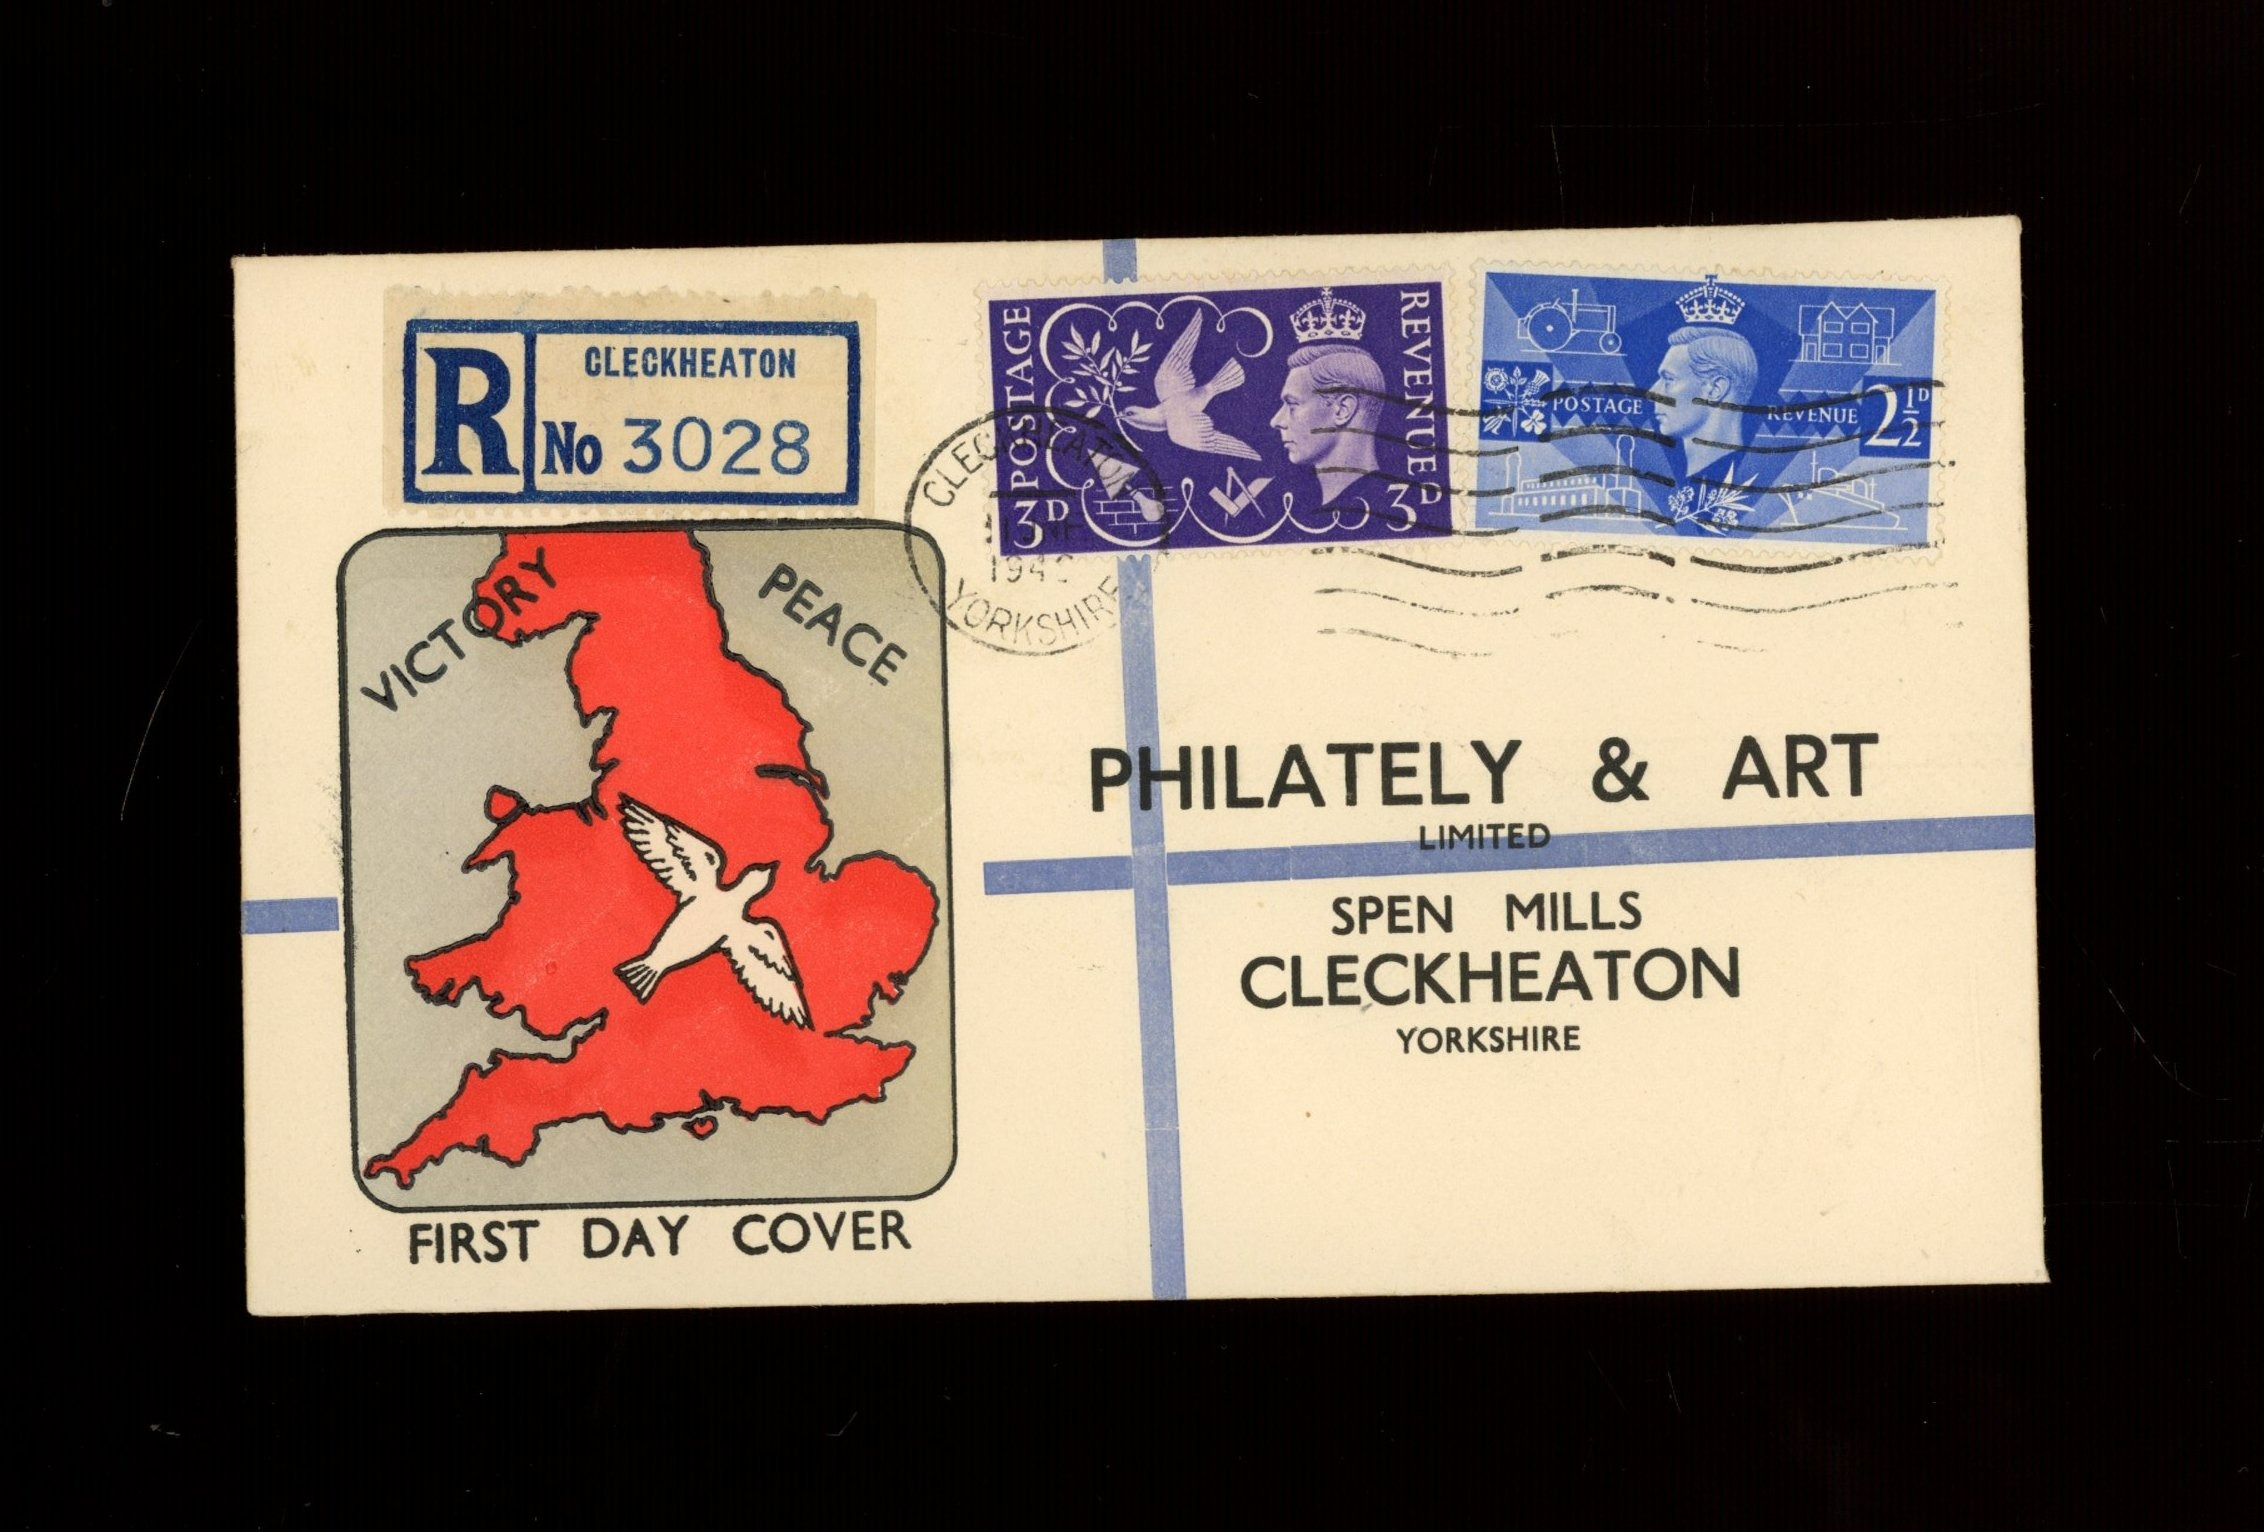 CLECKHEATON
R No 3028
POSTAGE
REVENUE
3D
3D
POSTAGE
REVENUE
2½D
CLECKHEATON
YORKSHIRE
VICTORY
PEACE
FIRST DAY COVER
PHILATELY & ART
LIMITED
SPEN MILLS
CLECKHEATON
YORKSHIRE